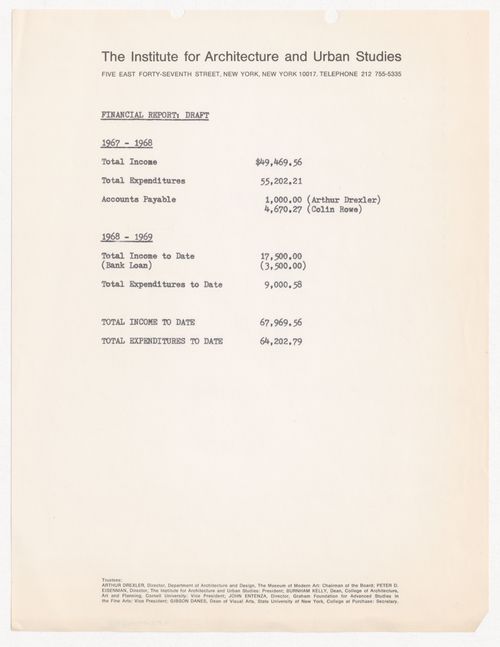 The Institute for Architecture and Urban Studies
FIVE EAST FORTY-SEVENTH STREET, NEW YORK, NEW YORK 10017. TELEPHONE 212 755-5335
FINANCIAL REPORT: DRAFT
1967 - 1968
Total Income $49,469.56
Total Expenditures 55,202.21
Accounts Payable 1,000.00 (Arthur Drexler)
4,670.27 (Colin Rowe)
1968 - 1969
Total Income to Date 17,500.00
(Bank Loan) (3,500.00)
Total Expenditures to Date 9,000.58
TOTAL INCOME TO DATE 67,969.56
TOTAL EXPENDITURES TO DATE 64,202.79
Trustees:
ARTHUR DREXLER, Director, Department of Architecture and Design, The Museum of Modern Art: Chairman of the Board; PETER D.
EISENMAN, Director, The Institute for Architecture and Urban Studies: President; BURNHAM KELLY, Dean, College of Architecture,
Art and Planning, Cornell University: Vice President; JOHN ENTENZA, Director, Graham Foundation for Advanced Studies in
the Fine Arts: Vice President; GIBSON DANES, Dean of Visual Arts, State University of New York, College of Purchase: Secretary.